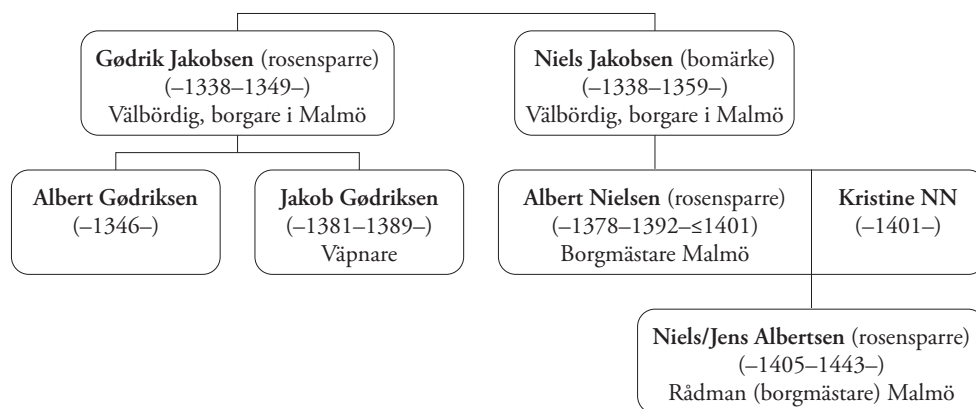 Gødrik Jakobsen (rosensparre)
(–1338–1349–)
Välbördig, borgare i Malmö
Niels Jakobsen (bomärke)
(–1338–1359–)
Välbördig, borgare i Malmö
Albert Gødriksen
(–1346–)
Jakob Gødriksen
(–1381–1389–)
Väpnare
Albert Nielsen (rosensparre)
(–1378–1392–≤1401)
Borgmästare Malmö
Kristine NN
(–1401–)
Niels/Jens Albertsen (rosensparre)
(–1405–1443–)
Rådman (borgmästare) Malmö